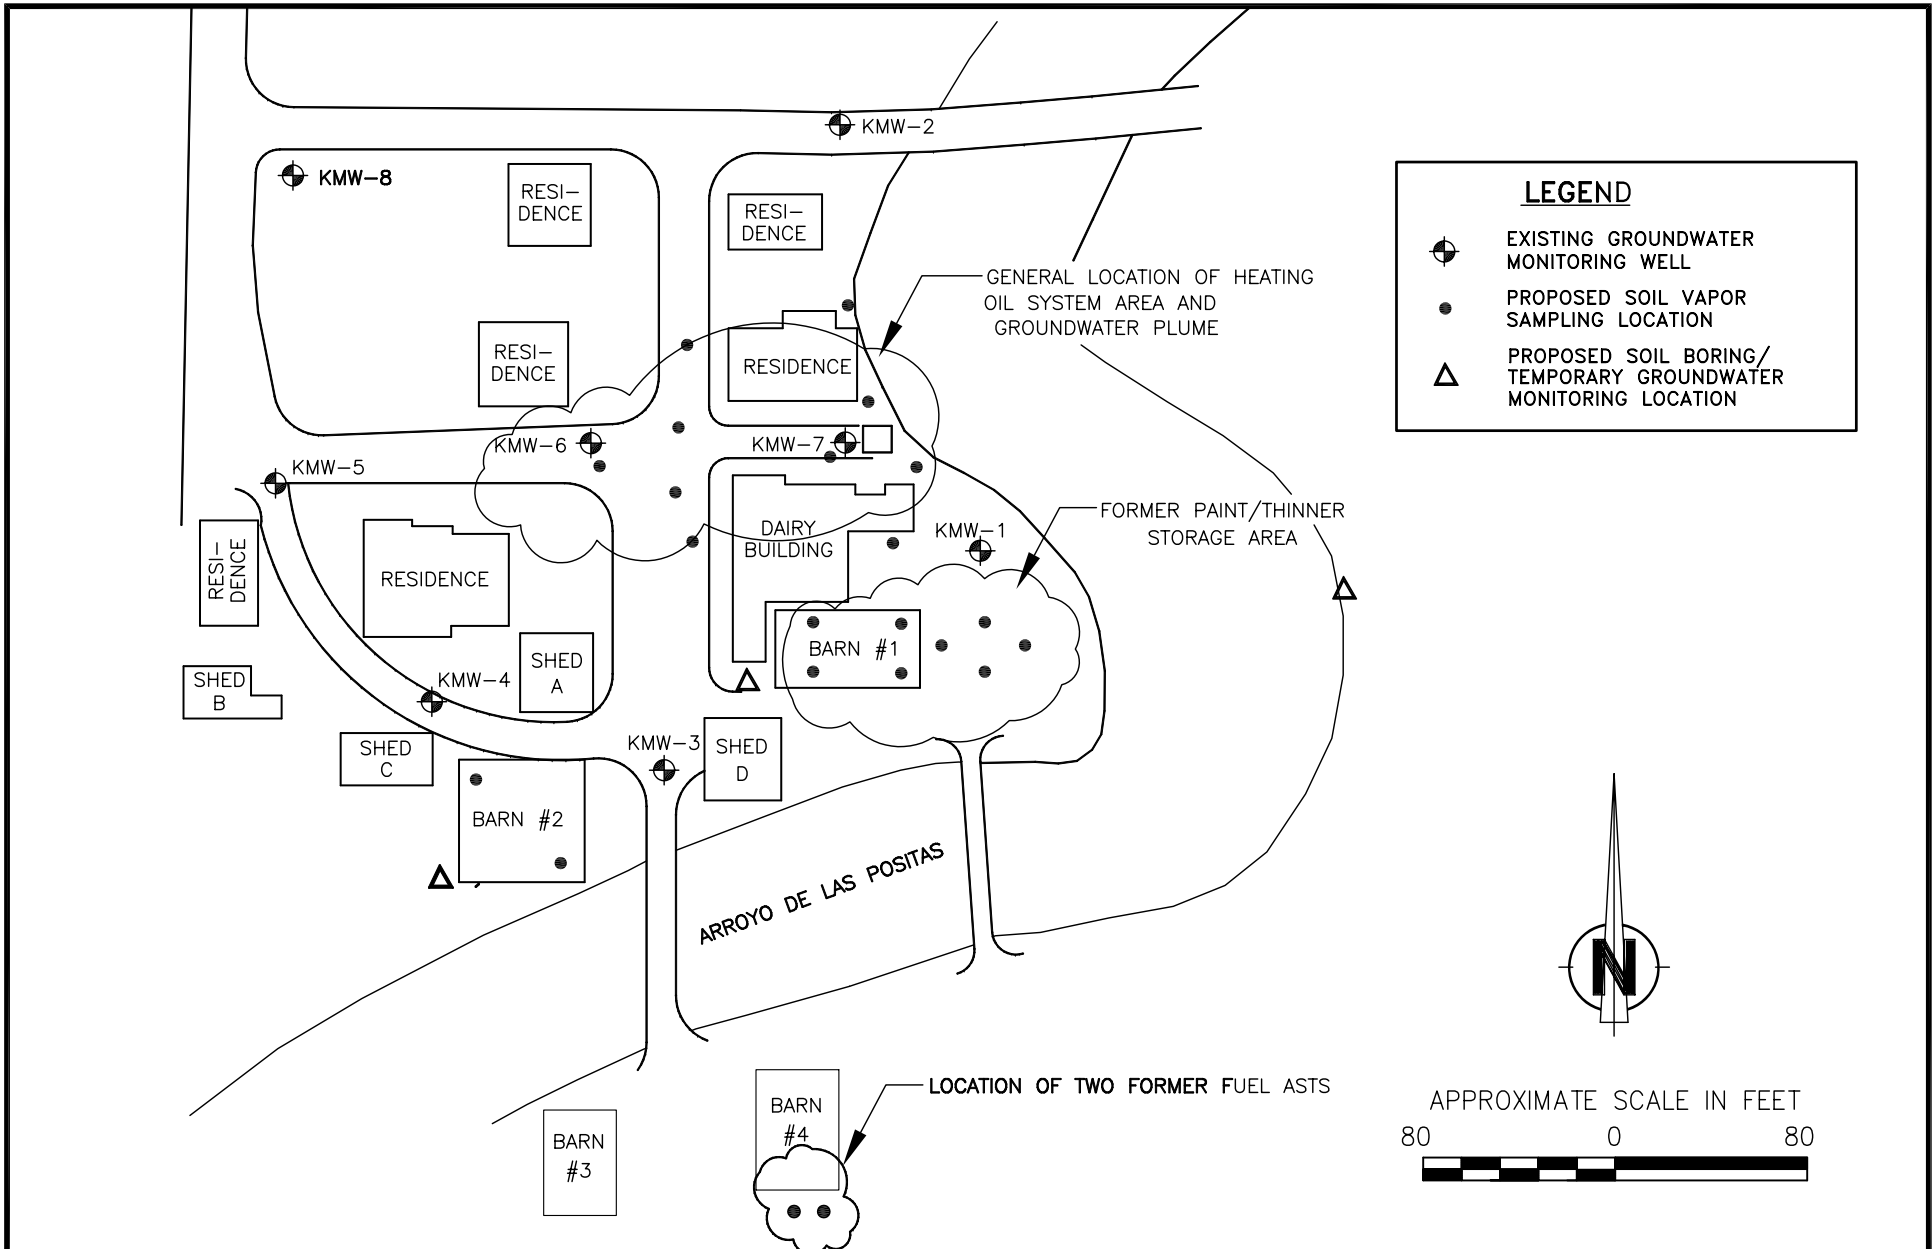 KMW-2
KMW-8
RESI-
DENCE
RESI-
DENCE
LEGEND
EXISTING GROUNDWATER
MONITORING WELL
PROPOSED SOIL VAPOR
SAMPLING LOCATION
PROPOSED SOIL BORING/
TEMPORARY GROUNDWATER
MONITORING LOCATION
GENERAL LOCATION OF HEATING
OIL SYSTEM AREA AND
GROUNDWATER PLUME
RESI-
DENCE
RESIDENCE
KMW-6
KMW-7
KMW-5
FORMER PAINT/THINNER
STORAGE AREA
DAIRY
BUILDING
KMW-1
RESI-
DENCE
RESIDENCE
BARN #1
SHED
A
SHED
B
KMW-4
KMW-3
SHED
C
SHED
D
BARN #2
ARROYO DE LAS POSITAS
N
LOCATION OF TWO FORMER FUEL ASTS
BARN
#4
BARN
#3
APPROXIMATE SCALE IN FEET
80 0 80